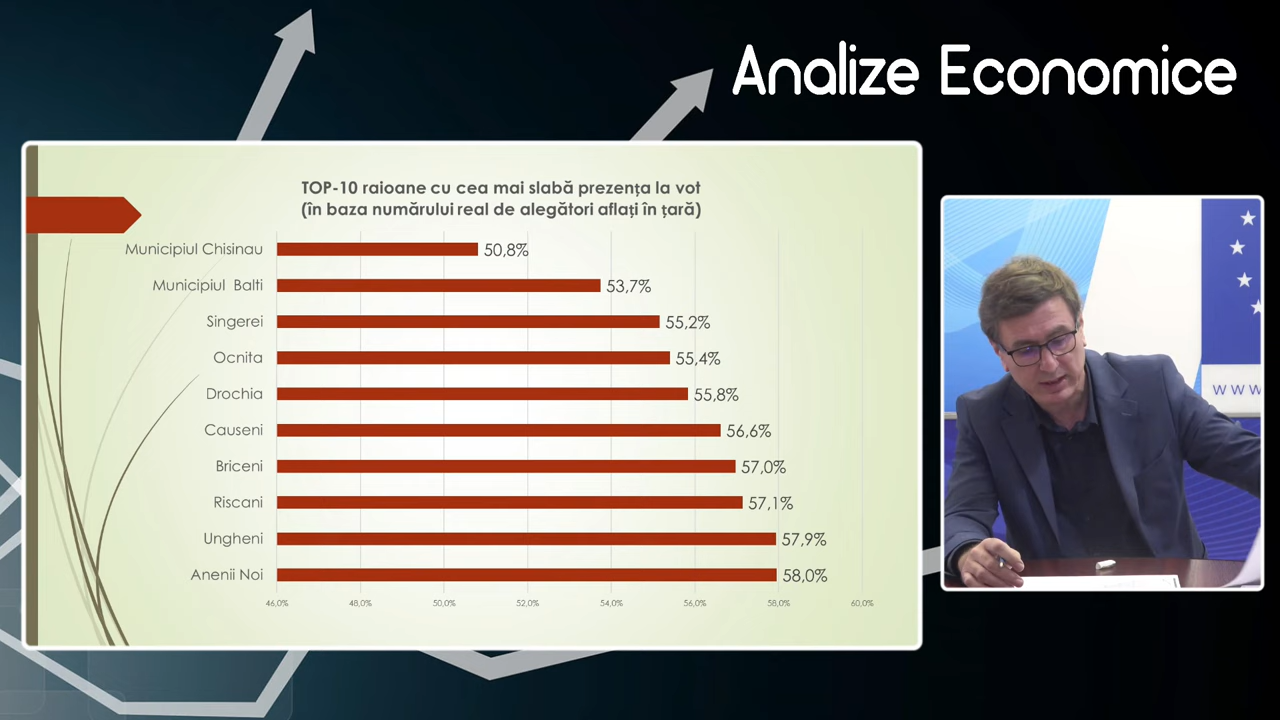 Analize Economice
TOP-10 raioane cu cea mai slabă prezența la vot
(în baza numărului real de alegători aflați în țară)
Municipiul Chisinau 50,8%
Municipiul Balti 53,7%
Singerei 55,2%
Ocnita 55,4%
Drochia 55,8%
Causeni 56,6%
Briceni 57,0%
Riscani 57,1%
Ungheni 57,9%
Anenii Noi 58,0%
46,0% 48,0% 50,0% 52,0% 54,0% 56,0% 58,0% 60,0%
WWW